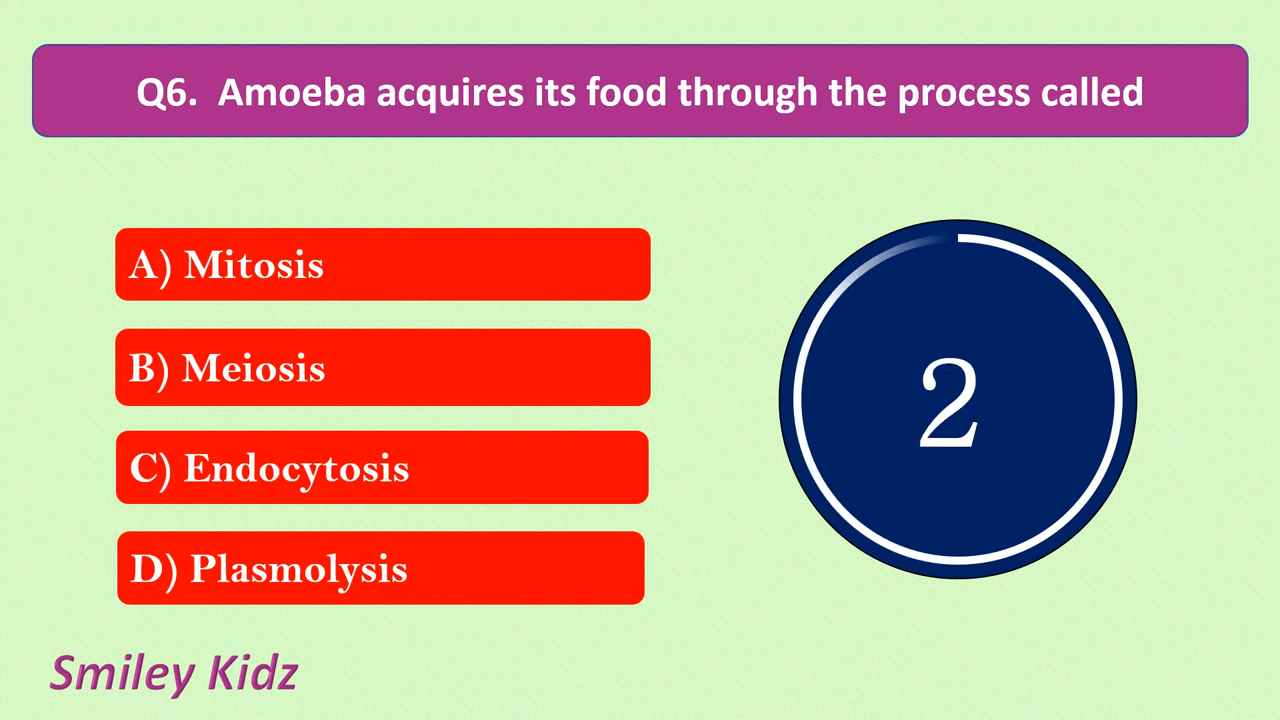 Q6. Amoeba acquires its food through the process called
A) Mitosis
B) Meiosis
C) Endocytosis
D) Plasmolysis
2
Smiley Kidz